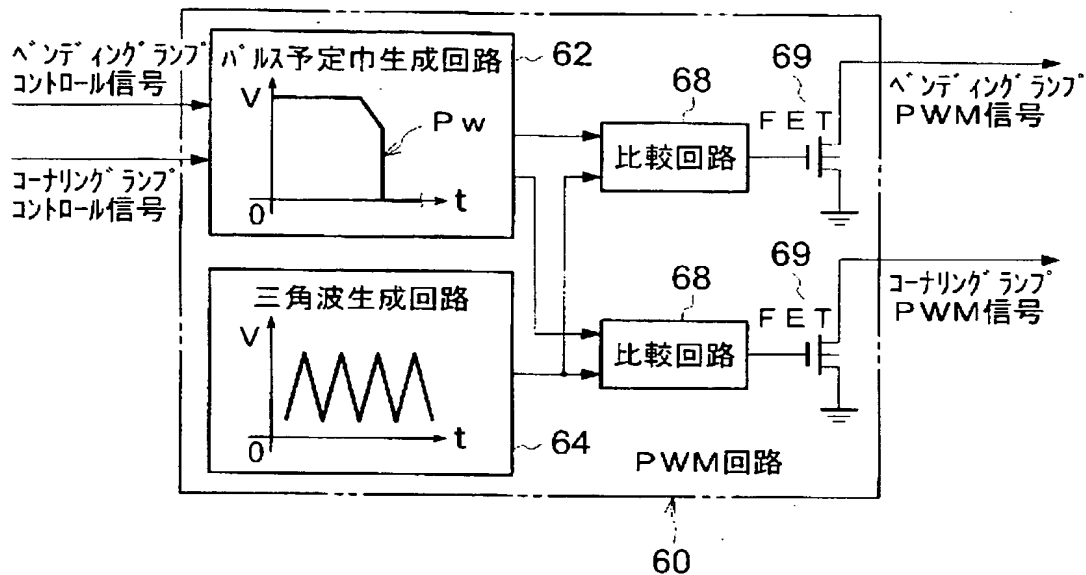 ベンディングランプ
コントロール信号
コーナリングランプ
コントロール信号
パルス予定巾生成回路
62
V
Pw
0
t
三角波生成回路
V
0
t
64
68
比較回路
68
比較回路
69
FET
69
FET
ベンディングランプ
PWM信号
コーナリングランプ
PWM信号
PWM回路
60